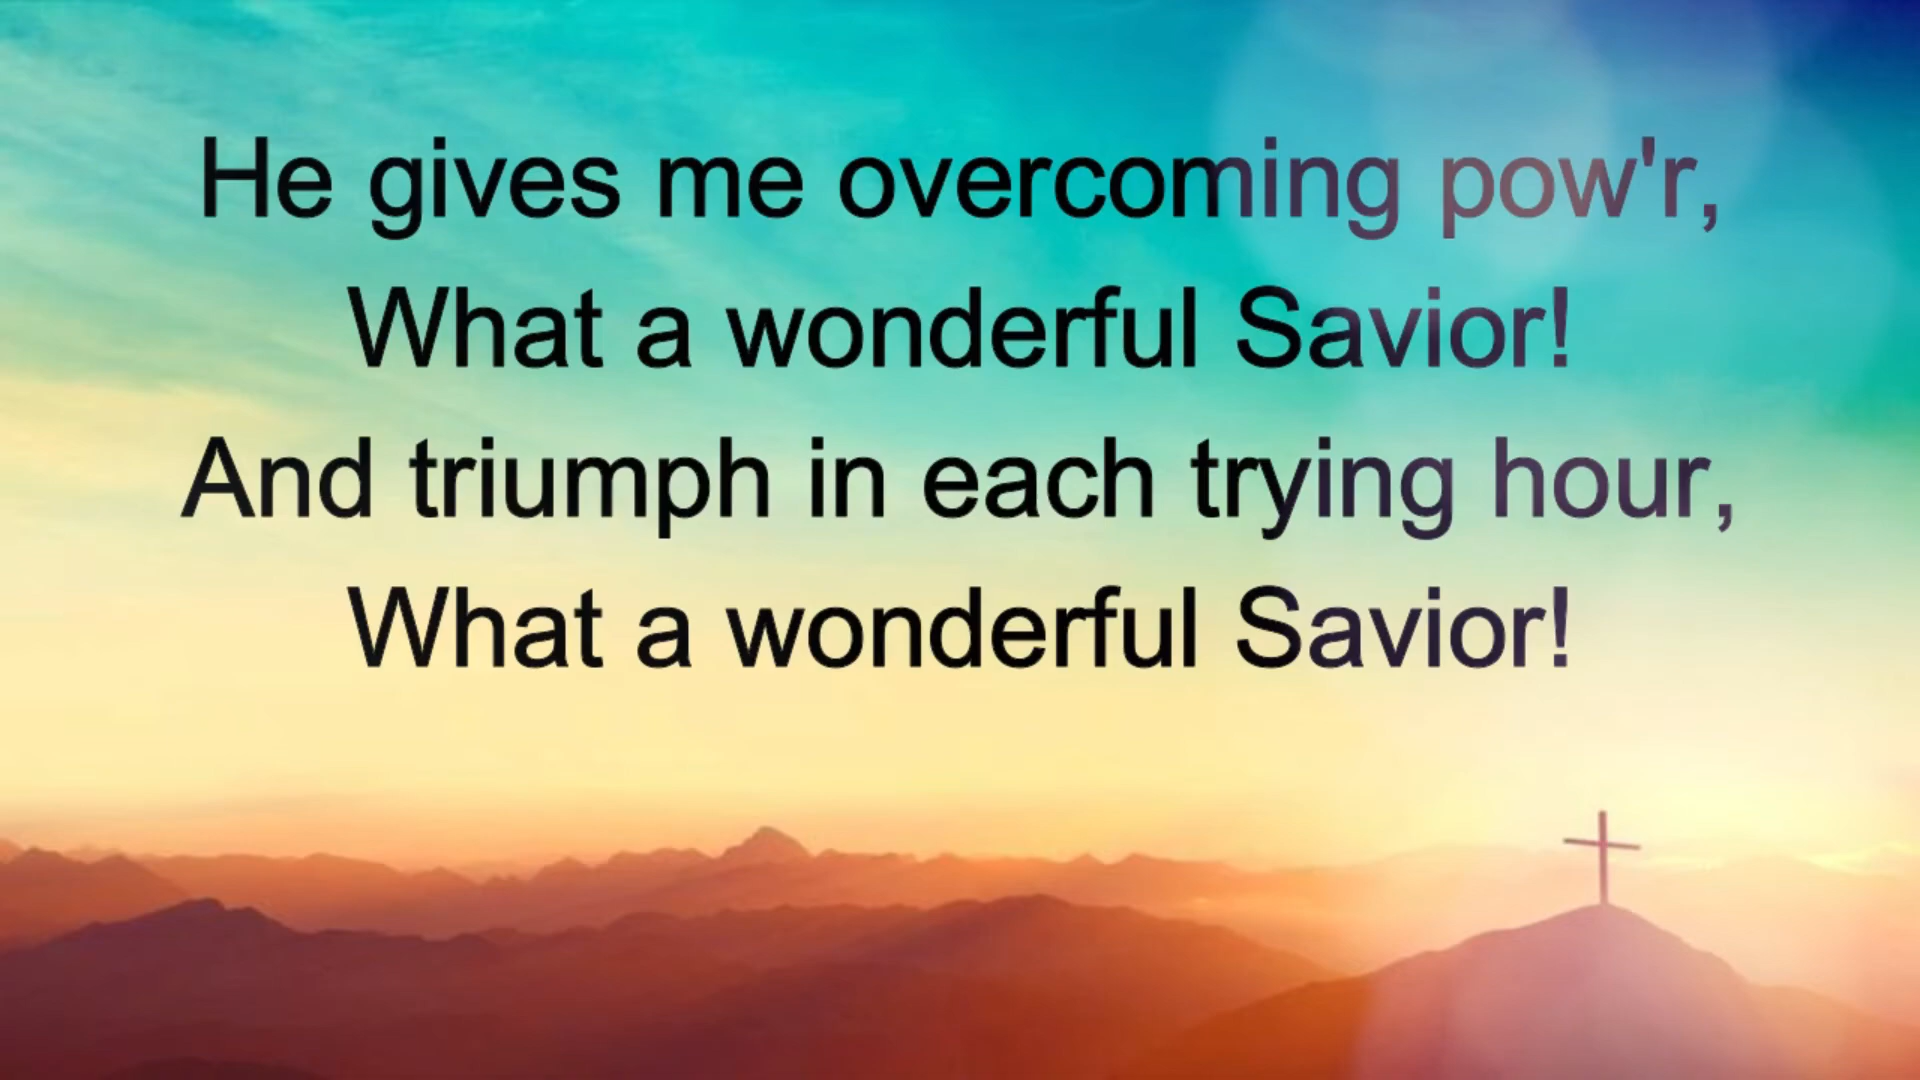 He gives me overcoming pow'r,
What a wonderful Savior!
And triumph in each trying hour,
What a wonderful Savior!